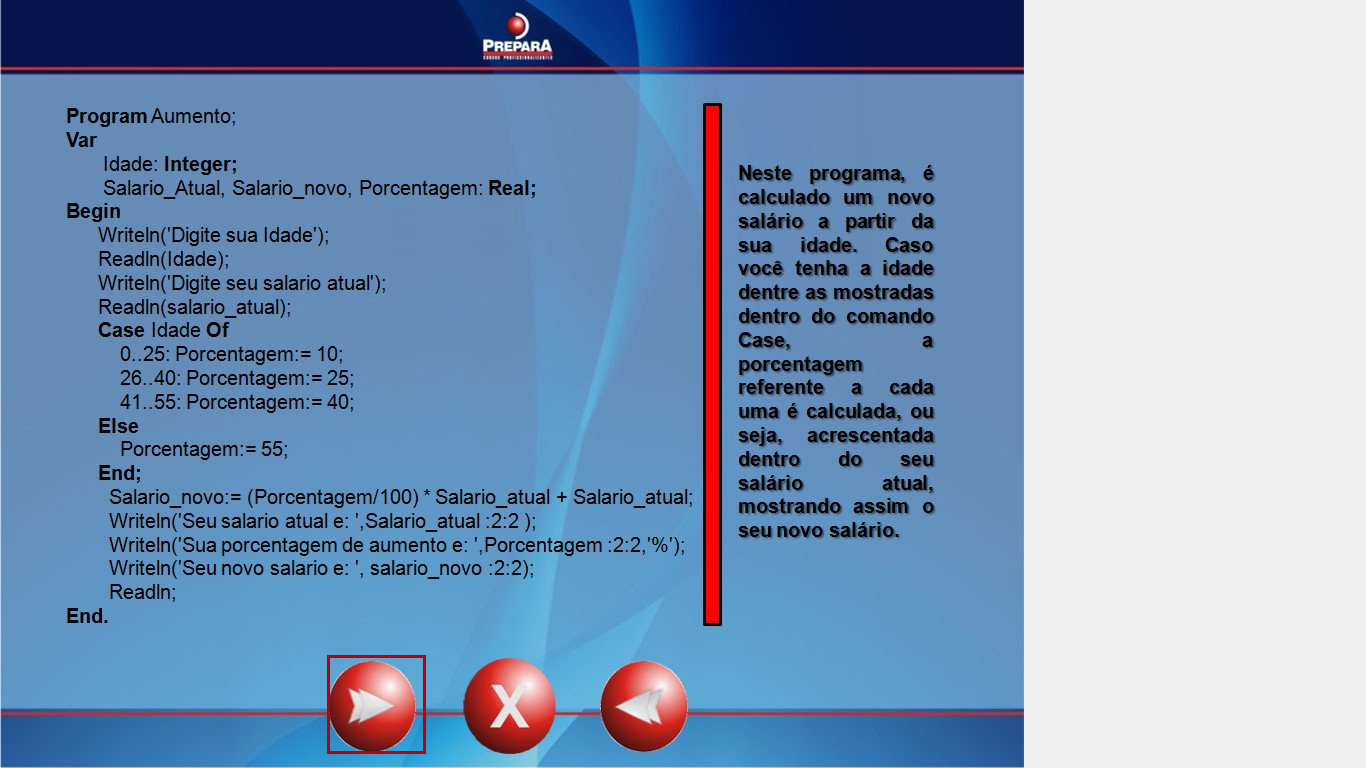 PREPARA
CURSOS PROFISSIONALIZANTES
Program Aumento;
Var
Idade: Integer;
Salario_Atual, Salario_novo, Porcentagem: Real;
Begin
Writeln('Digite sua Idade');
Readln(Idade);
Writeln('Digite seu salario atual');
Readln(salario_atual);
Case Idade Of
0..25: Porcentagem:= 10;
26..40: Porcentagem:= 25;
41..55: Porcentagem:= 40;
Else
Porcentagem:= 55;
End;
Salario_novo:= (Porcentagem/100) * Salario_atual + Salario_atual;
Writeln('Seu salario atual e: ',Salario_atual :2:2 );
Writeln('Sua porcentagem de aumento e: ',Porcentagem :2:2,'%');
Writeln('Seu novo salario e: ', salario_novo :2:2);
Readln;
End.
Neste programa, é
calculado um novo
salário a partir da
sua idade. Caso
você tenha a idade
dentre as mostradas
dentro do comando
Case, a
porcentagem
referente a cada
uma é calculada, ou
seja, acrescentada
dentro do seu
salário atual,
mostrando assim o
seu novo salário.
X